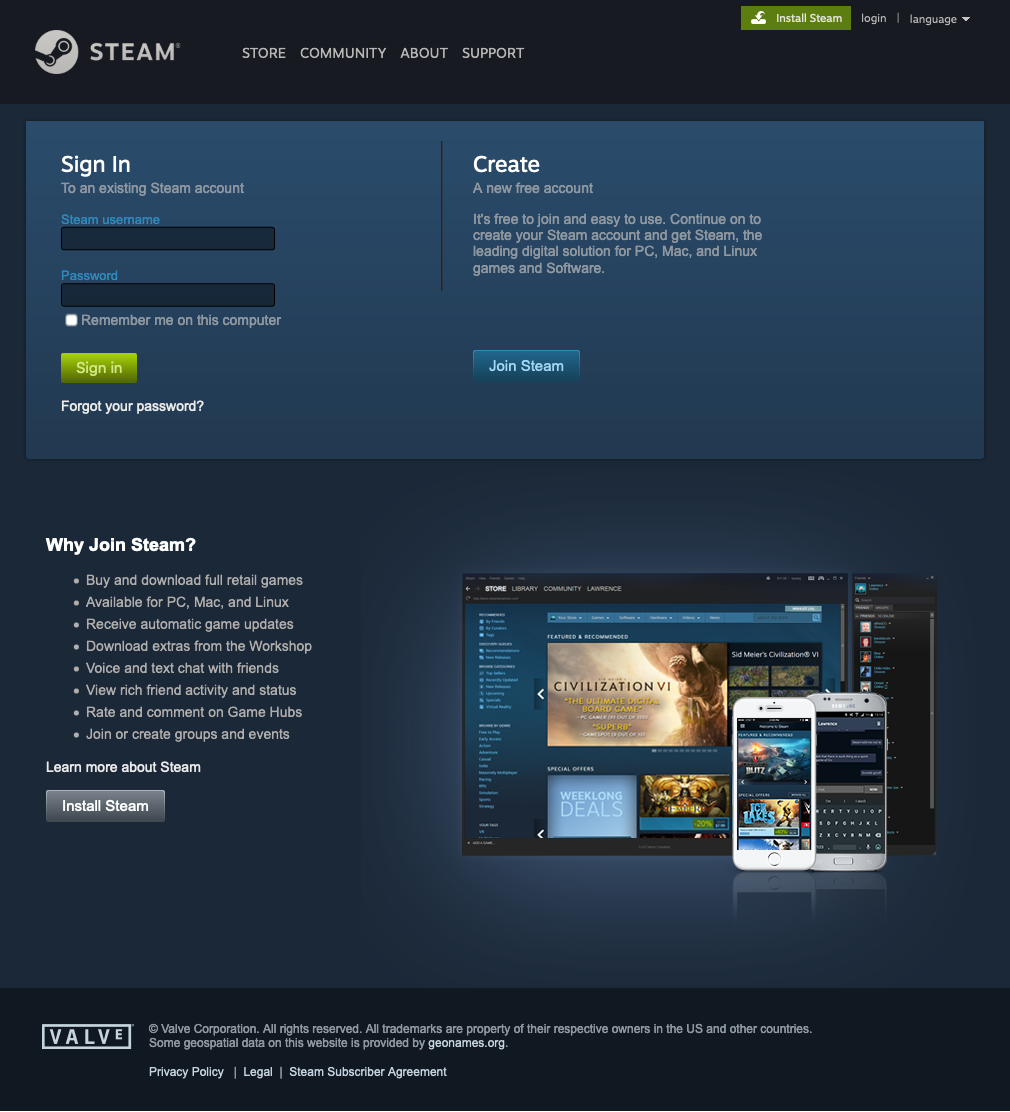 Install Steam
login | language
STEAM®
STORE COMMUNITY ABOUT SUPPORT
Sign In
To an existing Steam account
Steam username
Password
Remember me on this computer
Sign in
Forgot your password?
Create
A new free account
It's free to join and easy to use. Continue on to
create your Steam account and get Steam, the
leading digital solution for PC, Mac, and Linux
games and Software.
Join Steam
Why Join Steam?
• Buy and download full retail games
• Available for PC, Mac, and Linux
• Receive automatic game updates
• Download extras from the Workshop
• Voice and text chat with friends
• View rich friend activity and status
• Rate and comment on Game Hubs
• Join or create groups and events
Learn more about Steam
Install Steam
STORE LIBRARY COMMUNITY LAWRENCE
FEATURED & RECOMMENDED
SID MEIER'S
CIVILIZATION VI
"THE ULTIMATE DIGITAL
BOARD GAME"
"SUPERB"
Sid Meier's Civilization® VI
SPECIAL OFFERS
WEEKLONG
DEALS
-20%
BLITZ
SPECIAL OFFERS
ICY
LAKES
-40%
VALVE
© Valve Corporation. All rights reserved. All trademarks are property of their respective owners in the US and other countries.
Some geospatial data on this website is provided by geonames.org.
Privacy Policy | Legal | Steam Subscriber Agreement